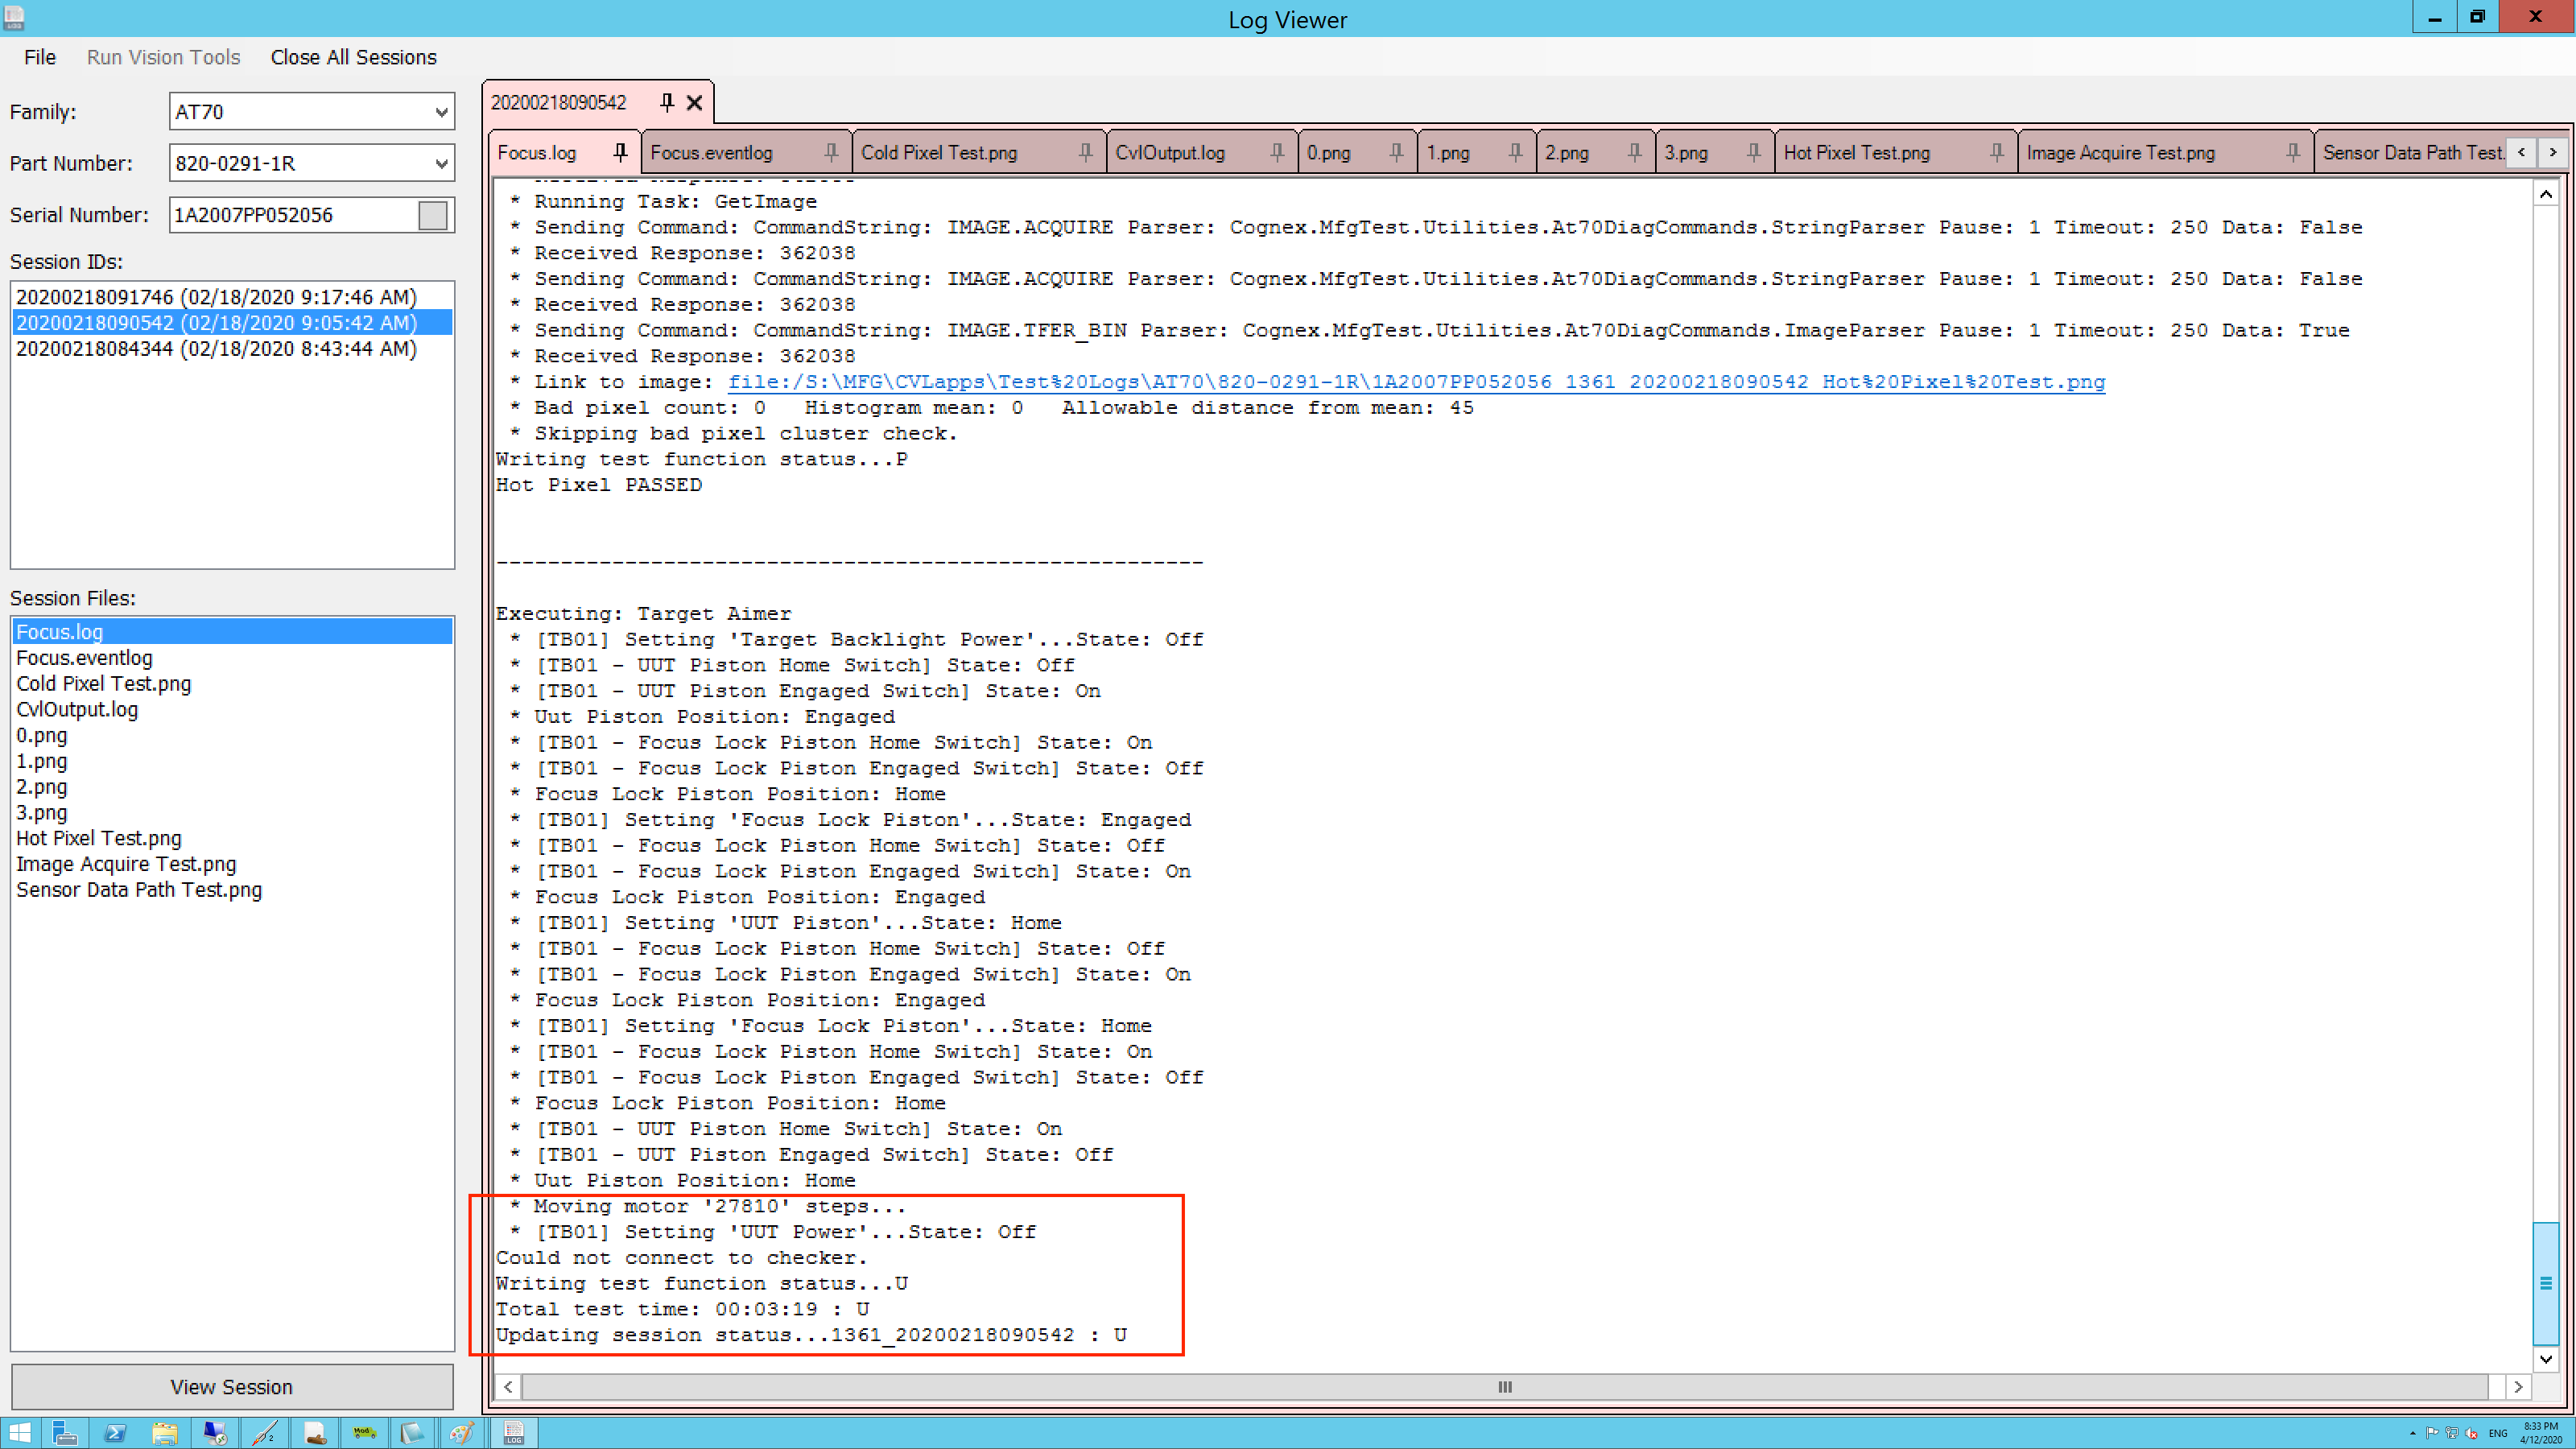 Log Viewer
File Run Vision Tools Close All Sessions
Family: AT70
Part Number: 820-0291-1R
Serial Number: 1A2007PP052056
Session IDs:
20200218091746 (02/18/2020 9:17:46 AM)
20200218090542 (02/18/2020 9:05:42 AM)
20200218084344 (02/18/2020 8:43:44 AM)
Session Files:
Focus.log
Focus.eventlog
Cold Pixel Test.png
CvlOutput.log
0.png
1.png
2.png
3.png
Hot Pixel Test.png
Image Acquire Test.png
Sensor Data Path Test.png
View Session
20200218090542
Focus.log Focus.eventlog Cold Pixel Test.png CvlOutput.log 0.png 1.png 2.png 3.png Hot Pixel Test.png Image Acquire Test.png Sensor Data Path Test.
* Running Task: GetImage
* Sending Command: CommandString: IMAGE.ACQUIRE Parser: Cognex.MfgTest.Utilities.At70DiagCommands.StringParser Pause: 1 Timeout: 250 Data: False
* Received Response: 362038
* Sending Command: CommandString: IMAGE.ACQUIRE Parser: Cognex.MfgTest.Utilities.At70DiagCommands.StringParser Pause: 1 Timeout: 250 Data: False
* Received Response: 362038
* Sending Command: CommandString: IMAGE.TFER_BIN Parser: Cognex.MfgTest.Utilities.At70DiagCommands.ImageParser Pause: 1 Timeout: 250 Data: True
* Received Response: 362038
* Link to image: file:/S:\MFG\CVLapps\Test%20Logs\AT70\820-0291-1R\1A2007PP052056_1361_20200218090542_Hot%20Pixel%20Test.png
* Bad pixel count: 0 Histogram mean: 0 Allowable distance from mean: 45
* Skipping bad pixel cluster check.
Writing test function status...P
Hot Pixel PASSED
-------------------------------------------------------
Executing: Target Aimer
* [TB01] Setting 'Target Backlight Power'...State: Off
* [TB01 - UUT Piston Home Switch] State: Off
* [TB01 - UUT Piston Engaged Switch] State: On
* Uut Piston Position: Engaged
* [TB01 - Focus Lock Piston Home Switch] State: On
* [TB01 - Focus Lock Piston Engaged Switch] State: Off
* Focus Lock Piston Position: Home
* [TB01] Setting 'Focus Lock Piston'...State: Engaged
* [TB01 - Focus Lock Piston Home Switch] State: Off
* [TB01 - Focus Lock Piston Engaged Switch] State: On
* Focus Lock Piston Position: Engaged
* [TB01] Setting 'UUT Piston'...State: Home
* [TB01 - Focus Lock Piston Home Switch] State: Off
* [TB01 - Focus Lock Piston Engaged Switch] State: On
* Focus Lock Piston Position: Engaged
* [TB01] Setting 'Focus Lock Piston'...State: Home
* [TB01 - Focus Lock Piston Home Switch] State: On
* [TB01 - Focus Lock Piston Engaged Switch] State: Off
* Focus Lock Piston Position: Home
* [TB01 - UUT Piston Home Switch] State: On
* [TB01 - UUT Piston Engaged Switch] State: Off
* Uut Piston Position: Home
* Moving motor '27810' steps...
* [TB01] Setting 'UUT Power'...State: Off
Could not connect to checker.
Writing test function status...U
Total test time: 00:03:19 : U
Updating session status...1361_20200218090542 : U
ENG
8:33 PM
4/12/2020